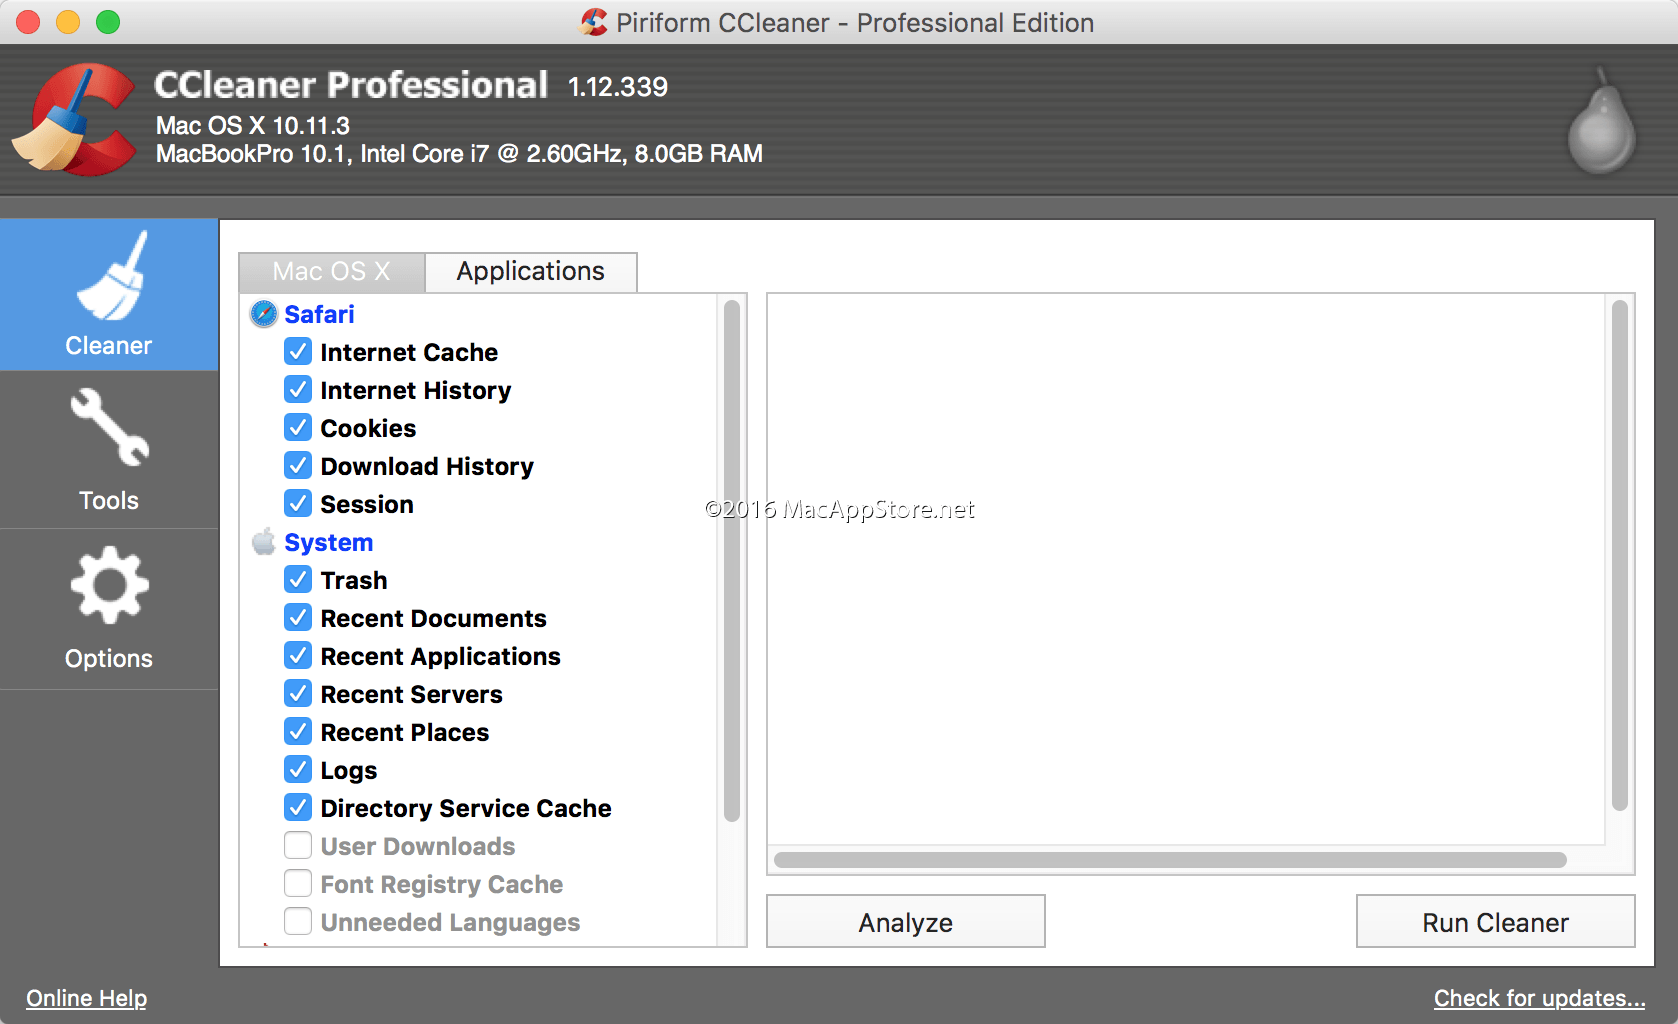 Piriform CCleaner - Professional Edition
CCleaner Professional 1.12.339
Mac OS X 10.11.3
MacBookPro 10.1, Intel Core i7 @ 2.60GHz, 8.0GB RAM
Cleaner
Tools
Options
Mac OS X
Applications
Safari
Internet Cache
Internet History
Cookies
Download History
Session
System
Trash
Recent Documents
Recent Applications
Recent Servers
Recent Places
Logs
Directory Service Cache
User Downloads
Font Registry Cache
Unneeded Languages
©2016 MacAppStore.net
Analyze
Run Cleaner
Online Help
Check for updates...